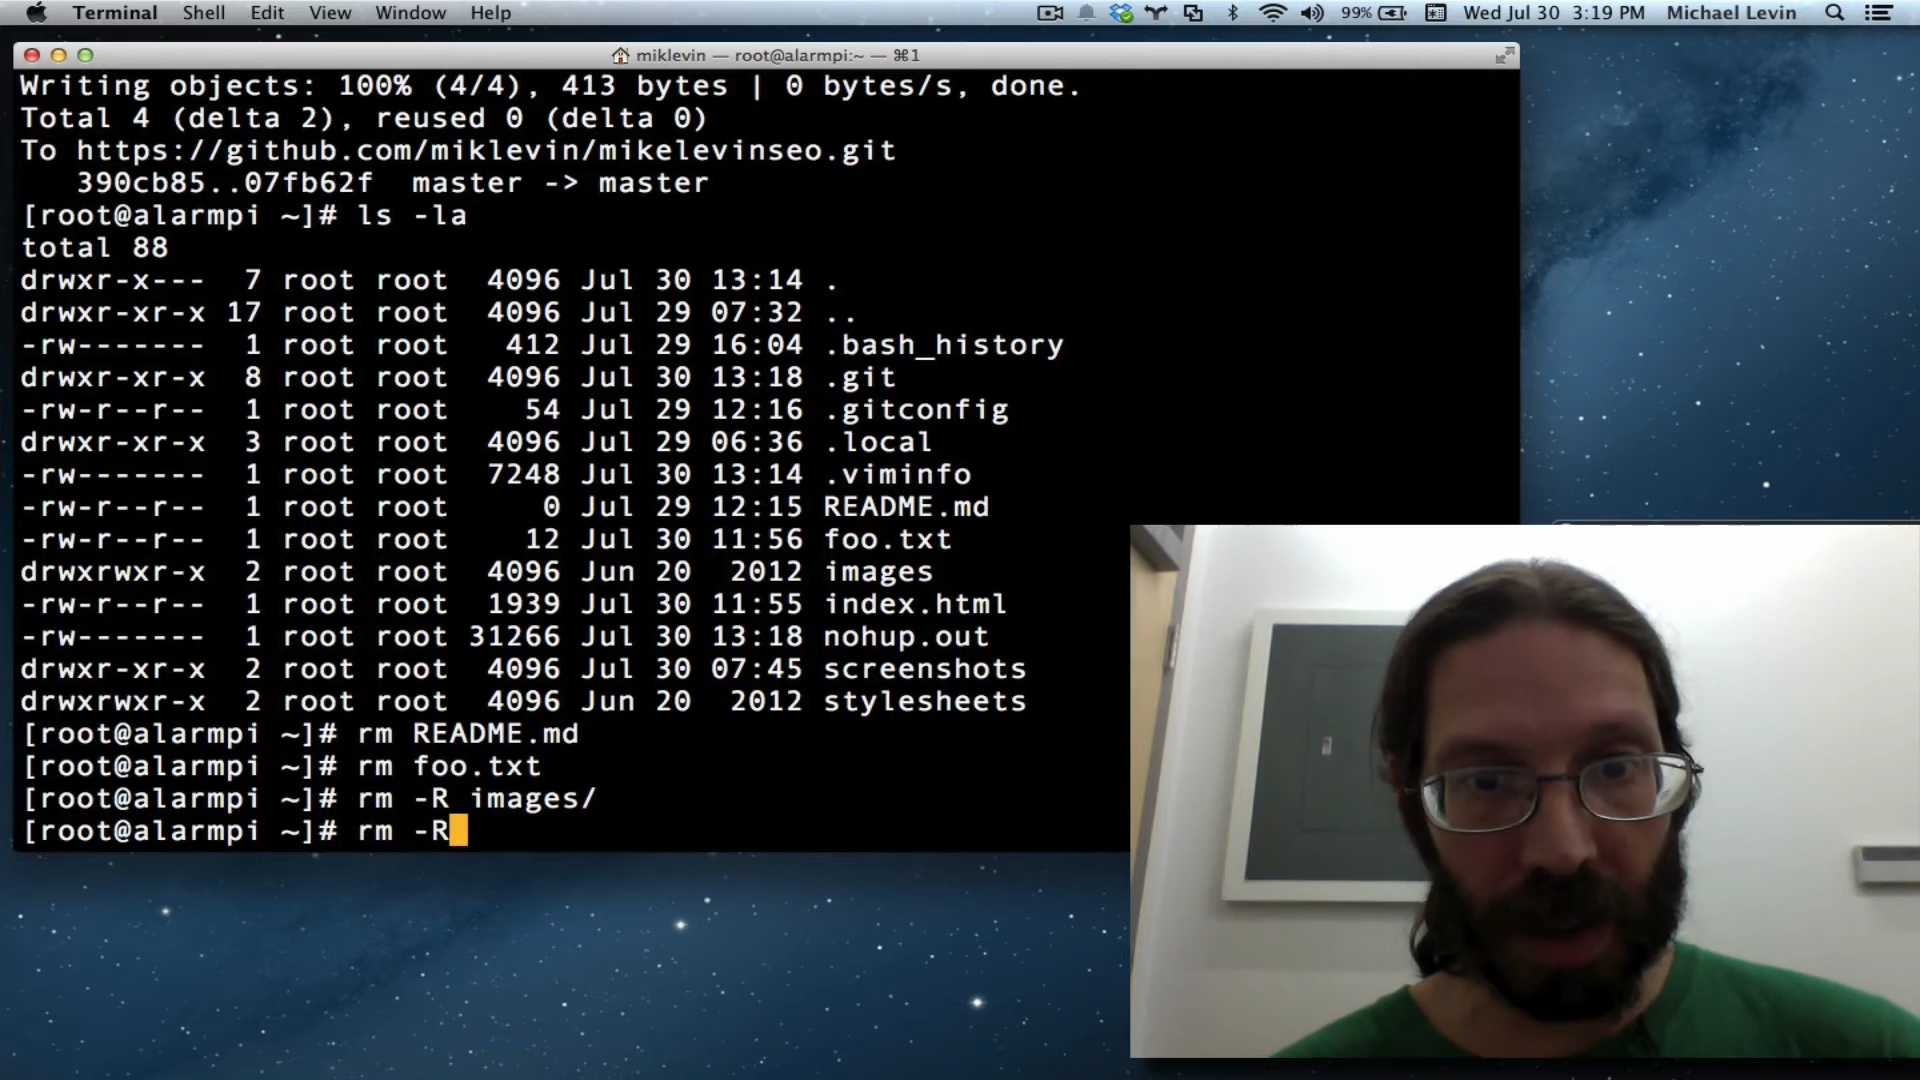 Terminal Shell Edit View Window Help 99% Wed Jul 30 3:19 PM Michael Levin
miklevin — root@alarmpi:~ — ⌘1
Writing objects: 100% (4/4), 413 bytes | 0 bytes/s, done.
Total 4 (delta 2), reused 0 (delta 0)
To https://github.com/miklevin/mikelevinseo.git
   390cb85..07fb62f  master -> master
[root@alarmpi ~]# ls -la
total 88
drwxr-x---  7 root root  4096 Jul 30 13:14 .
drwxr-xr-x 17 root root  4096 Jul 29 07:32 ..
-rw-------  1 root root   412 Jul 29 16:04 .bash_history
drwxr-xr-x  8 root root  4096 Jul 30 13:18 .git
-rw-r--r--  1 root root    54 Jul 29 12:16 .gitconfig
drwxr-xr-x  3 root root  4096 Jul 29 06:36 .local
-rw-------  1 root root  7248 Jul 30 13:14 .viminfo
-rw-r--r--  1 root root     0 Jul 29 12:15 README.md
-rw-r--r--  1 root root    12 Jul 30 11:56 foo.txt
drwxrwxr-x  2 root root  4096 Jun 20  2012 images
-rw-r--r--  1 root root  1939 Jul 30 11:55 index.html
-rw-------  1 root root 31266 Jul 30 13:18 nohup.out
drwxr-xr-x  2 root root  4096 Jul 30 07:45 screenshots
drwxrwxr-x  2 root root  4096 Jun 20  2012 stylesheets
[root@alarmpi ~]# rm README.md
[root@alarmpi ~]# rm foo.txt
[root@alarmpi ~]# rm -R images/
[root@alarmpi ~]# rm -R